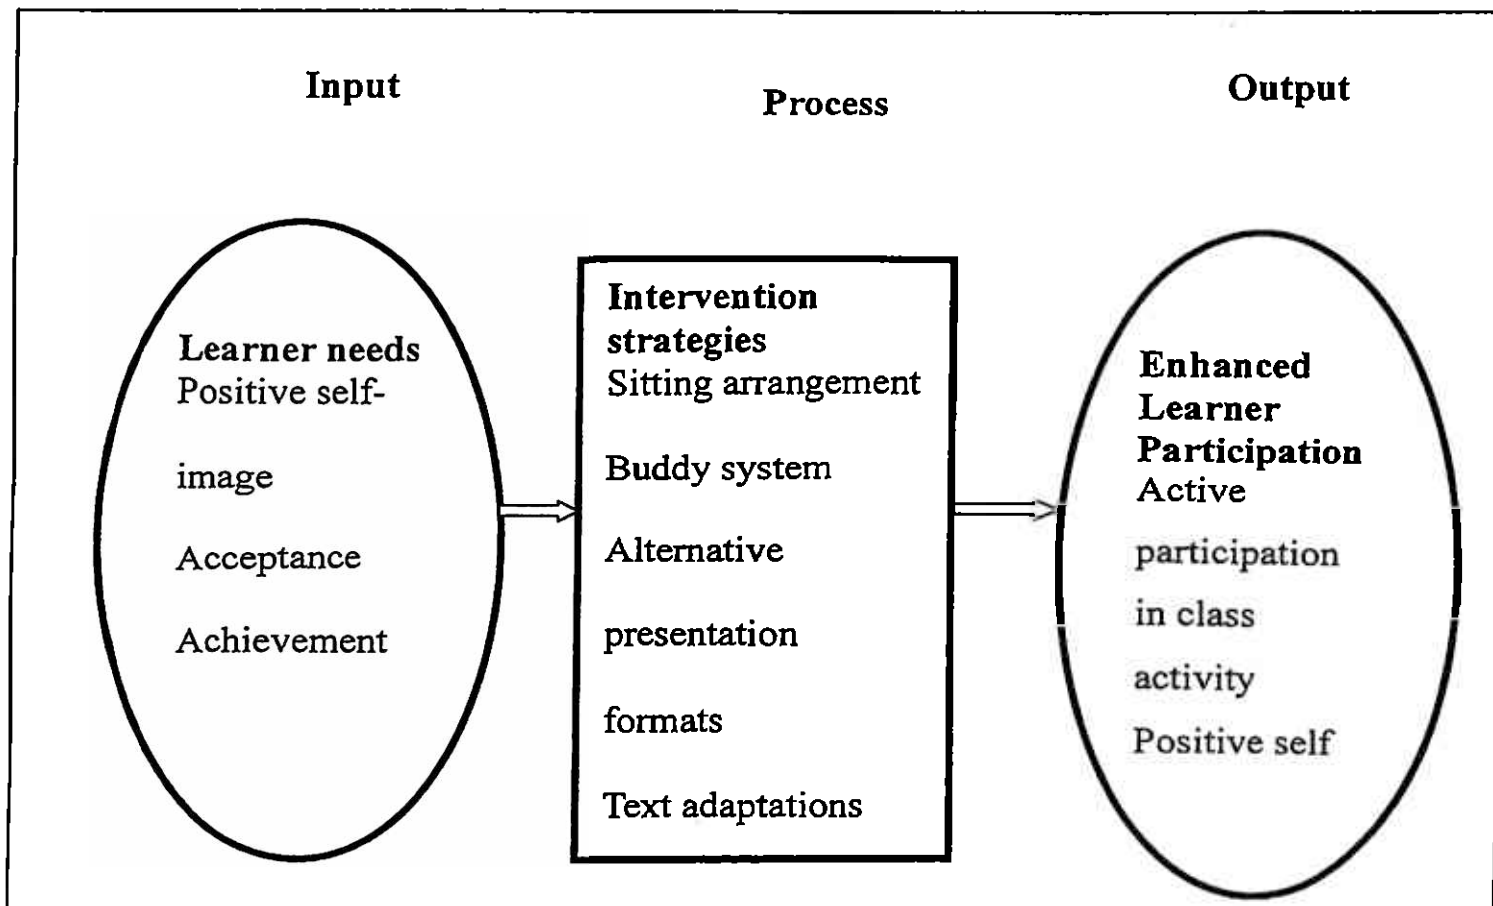 Input
Process
Output
Learner needs
Positive self-
image
Acceptance
Achievement
Intervention
strategies
Sitting arrangement
Buddy system
Alternative
presentation
formats
Text adaptations
Enhanced
Learner
Participation
Active
participation
in class
activity
Positive self